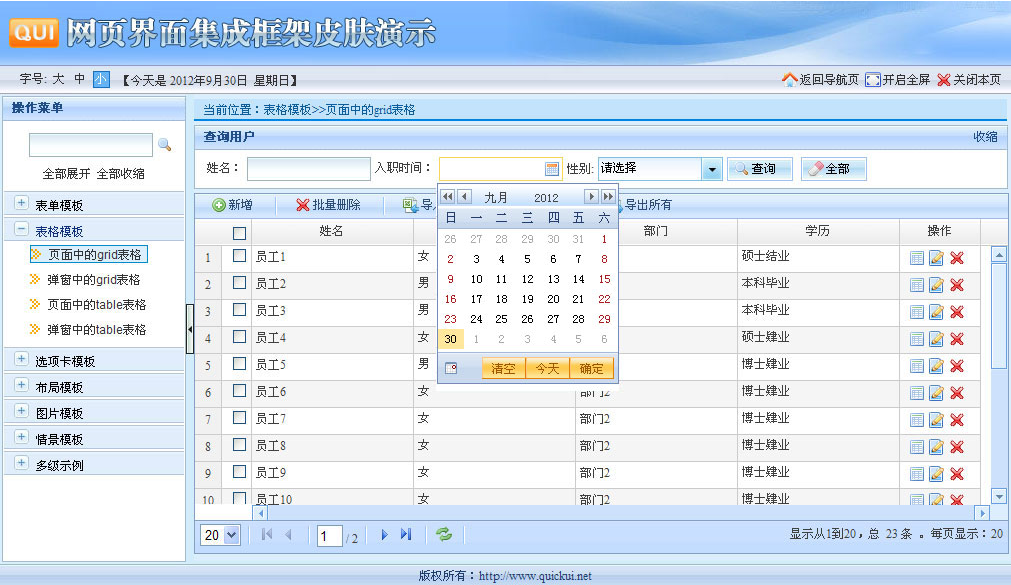 QUI 网页界面集成框架皮肤演示
字号: 大 中 小 【今天是 2012年9月30日 星期日】 返回导航页 开启全屏 关闭本页
操作菜单
全部展开 全部收缩
表单模板
表格模板
页面中的grid表格
弹窗中的grid表格
页面中的table表格
弹窗中的table表格
选项卡模板
布局模板
图片模板
情景模板
多级示例
当前位置：表格模板>>页面中的grid表格
查询用户 收缩
姓名： 入职时间： 性别: 请选择 查询 全部
新增 批量删除 导 导出所有
姓名 部门 学历 操作
1 员工1 女 硕士结业
2 员工2 男 本科毕业
3 员工3 男 本科毕业
4 员工4 女 硕士肄业
5 员工5 男 博士肄业
6 员工6 女 部门2 博士肄业
7 员工7 女 部门2 博士肄业
8 员工8 女 部门2 博士肄业
9 员工9 女 部门2 博士肄业
10 员工10 女 部门2 博士肄业
九月 2012
日 一 二 三 四 五 六
26 27 28 29 30 31 1
2 3 4 5 6 7 8
9 10 11 12 13 14 15
16 17 18 19 20 21 22
23 24 25 26 27 28 29
30 1 2 3 4 5 6
清空 今天 确定
20 1 / 2 显示从1到20，总 23 条 。每页显示：20
版权所有：http://www.quickui.net